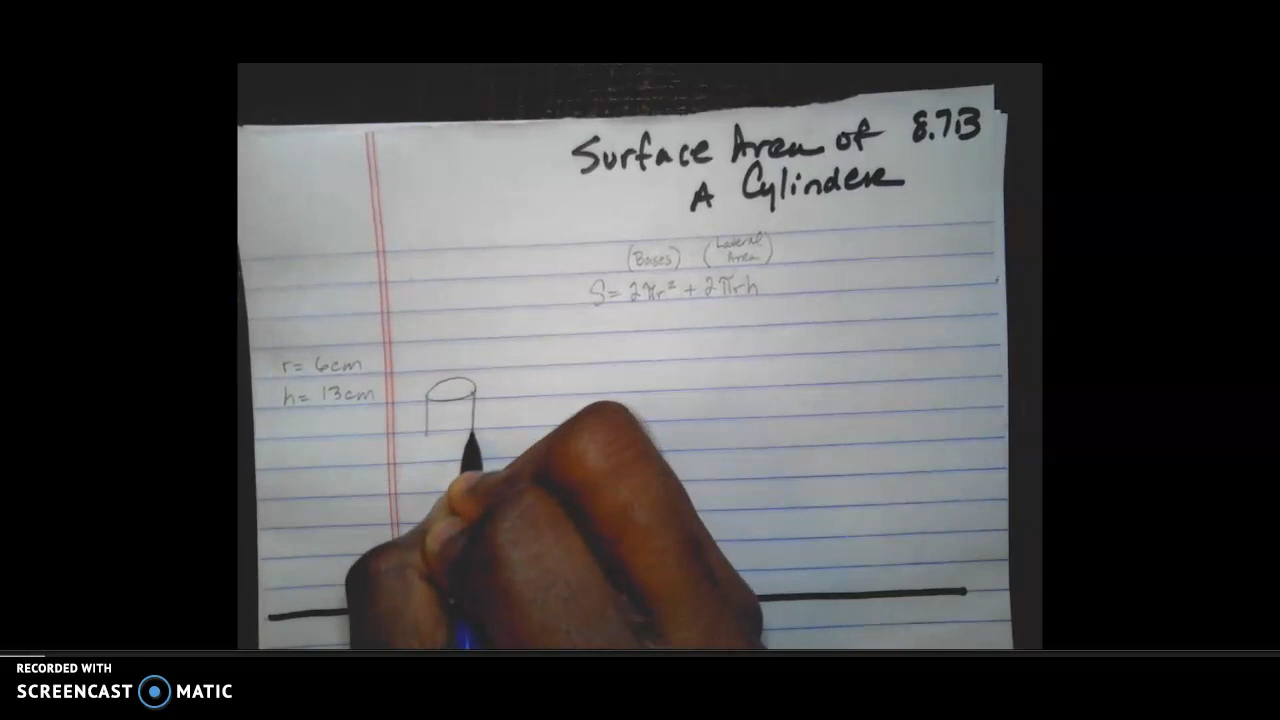 Surface Area of 8.7B
A Cylinder
(Bases) (Lateral Area)
S = 2πr² + 2πrh
r = 6cm
h = 13cm
RECORDED WITH
SCREENCAST MATIC